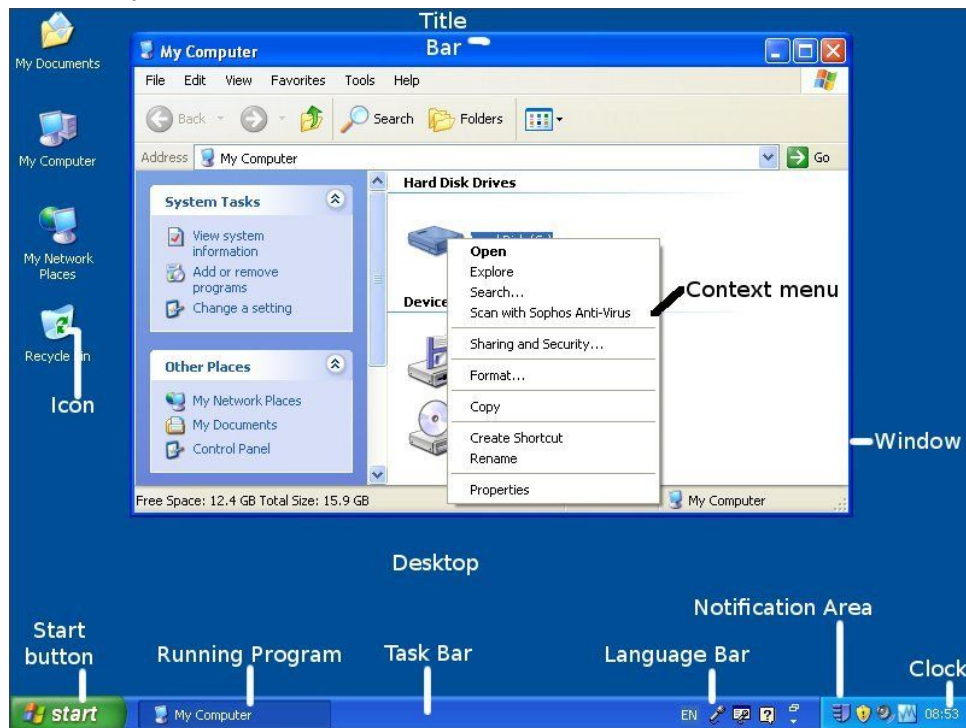 Title
Bar
My Documents
My Computer
My Network
Places
Recycle in
Icon
My Computer
File Edit View Favorites Tools Help
Back Search Folders
Address My Computer Go
System Tasks
View system
information
Add or remove
programs
Change a setting
Other Places
My Network Places
My Documents
Control Panel
Hard Disk Drives
Device
Open
Explore
Search...
Scan with Sophos Anti-Virus
Sharing and Security...
Format...
Copy
Create Shortcut
Rename
Properties
Context menu
Window
Free Space: 12.4 GB Total Size: 15.9 GB
My Computer
Desktop
Notification Area
Start
button
Running Program
Task Bar
Language Bar
Clock
start
My Computer
EN
08:53